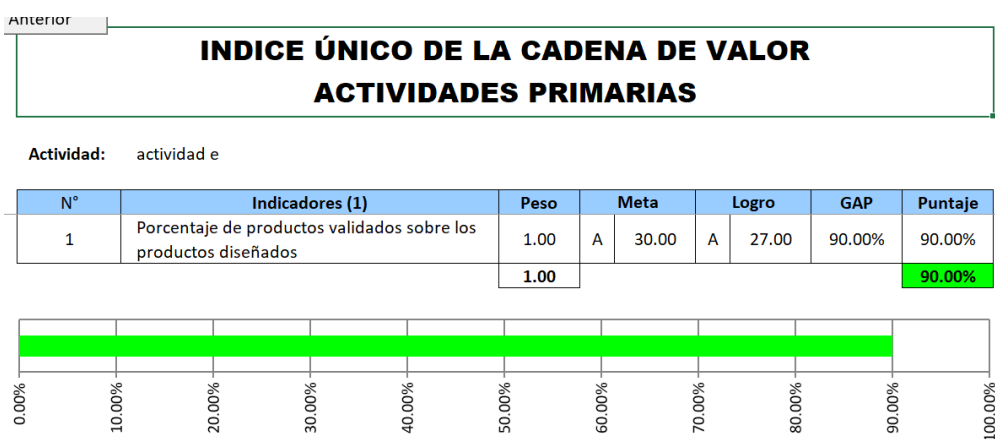 Anterior
INDICE ÚNICO DE LA CADENA DE VALOR
ACTIVIDADES PRIMARIAS
Actividad: actividad e
N° Indicadores (1) Peso Meta Logro GAP Puntaje
1 Porcentaje de productos validados sobre los productos diseñados 1.00 A 30.00 A 27.00 90.00% 90.00%
1.00 90.00%
0.00% 10.00% 20.00% 30.00% 40.00% 50.00% 60.00% 70.00% 80.00% 90.00% 100.00%